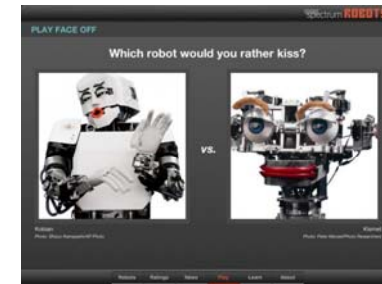 spectrum ROBOTS
PLAY FACE OFF
Which robot would you rather kiss?
vs.
Kobian
Kismet
Robots Ratings News Play Learn About